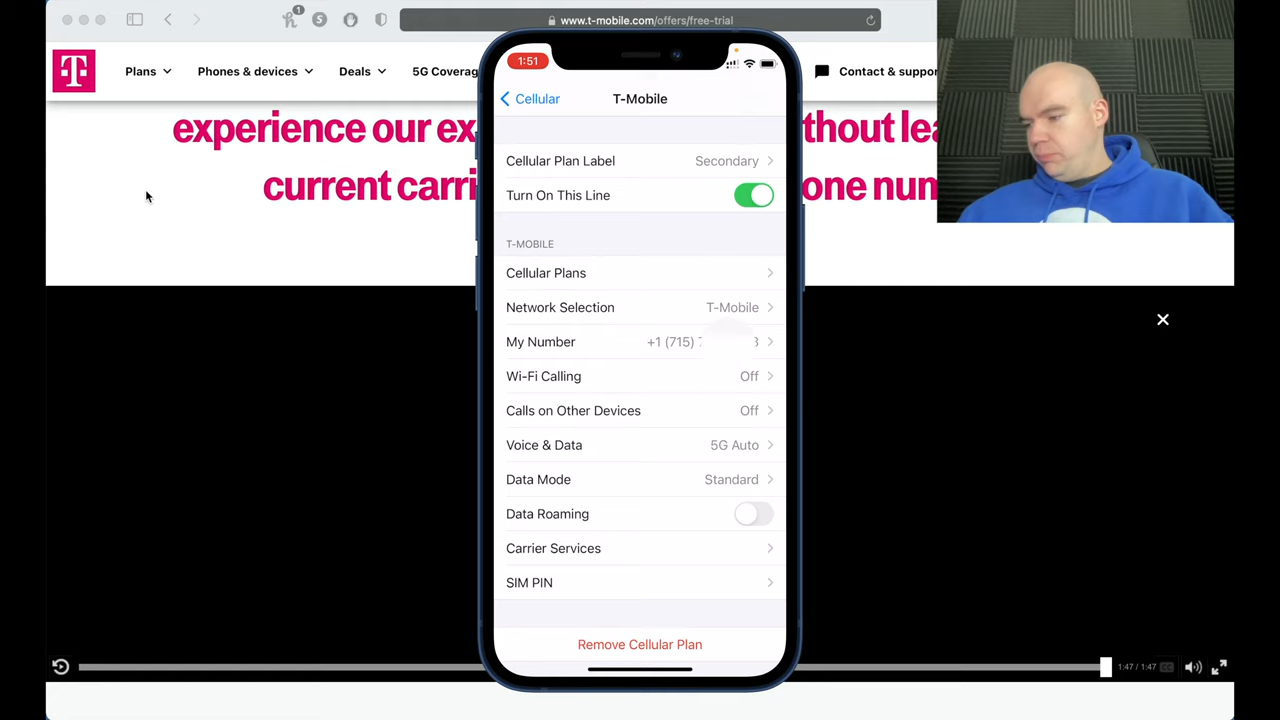 1
S
www.t-mobile.com/offers/free-trial
T
Plans
Phones & devices
Deals
5G Coverag
Contact & suppor
experience our ex
thout lea
current carri
one num
1:51
Cellular
T-Mobile
Cellular Plan Label
Secondary
Turn On This Line
T-MOBILE
Cellular Plans
Network Selection
T-Mobile
My Number
+1 (715)
Wi-Fi Calling
Off
Calls on Other Devices
Off
Voice & Data
5G Auto
Data Mode
Standard
Data Roaming
Carrier Services
SIM PIN
Remove Cellular Plan
1:47 / 1:47
CC